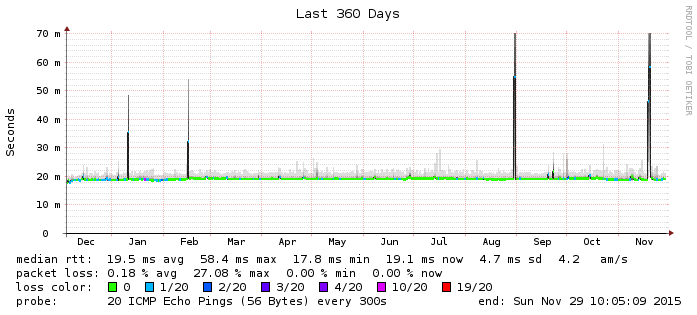 Last 360 Days
RRDTOOL / TOBI OETIKER
Seconds
70 m
60 m
50 m
40 m
30 m
20 m
10 m
0
Dec Jan Feb Mar Apr May Jun Jul Aug Sep Oct Nov
median rtt: 19.5 ms avg 58.4 ms max 17.8 ms min 19.1 ms now 4.7 ms sd 4.2 am/s
packet loss: 0.18 % avg 27.08 % max 0.00 % min 0.00 % now
loss color: 0 1/20 2/20 3/20 4/20 10/20 19/20
probe: 20 ICMP Echo Pings (56 Bytes) every 300s end: Sun Nov 29 10:05:09 2015